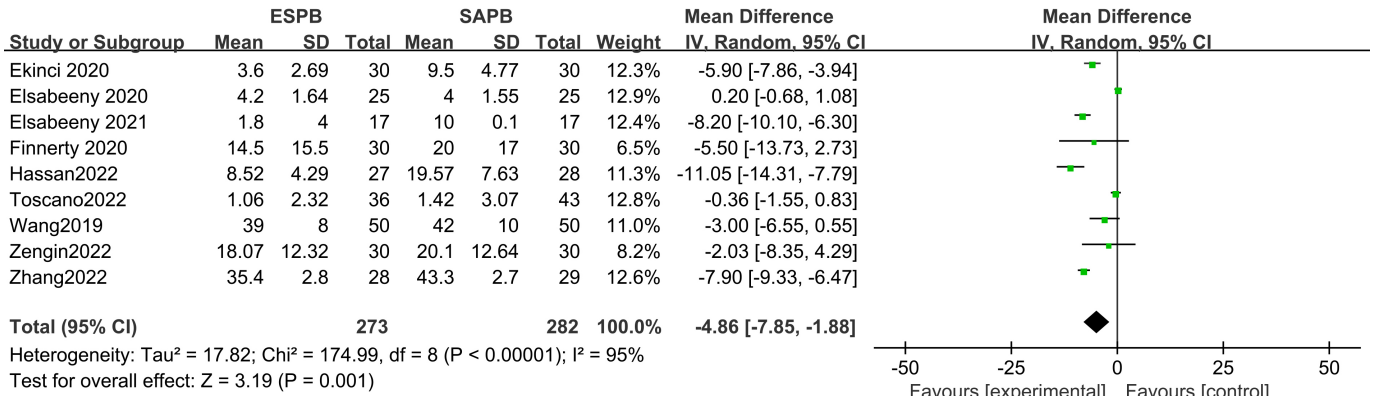 ESPB SAPB Mean Difference Mean Difference
Study or Subgroup Mean SD Total Mean SD Total Weight IV, Random, 95% CI IV, Random, 95% CI
Ekinci 2020 3.6 2.69 30 9.5 4.77 30 12.3% -5.90 [-7.86, -3.94]
Elsabeeny 2020 4.2 1.64 25 4 1.55 25 12.9% 0.20 [-0.68, 1.08]
Elsabeeny 2021 1.8 4 17 10 0.1 17 12.4% -8.20 [-10.10, -6.30]
Finnerty 2020 14.5 15.5 30 20 17 30 6.5% -5.50 [-13.73, 2.73]
Hassan2022 8.52 4.29 27 19.57 7.63 28 11.3% -11.05 [-14.31, -7.79]
Toscano2022 1.06 2.32 36 1.42 3.07 43 12.8% -0.36 [-1.55, 0.83]
Wang2019 39 8 50 42 10 50 11.0% -3.00 [-6.55, 0.55]
Zengin2022 18.07 12.32 30 20.1 12.64 30 8.2% -2.03 [-8.35, 4.29]
Zhang2022 35.4 2.8 28 43.3 2.7 29 12.6% -7.90 [-9.33, -6.47]
Total (95% CI) 273 282 100.0% -4.86 [-7.85, -1.88]
Heterogeneity: Tau² = 17.82; Chi² = 174.99, df = 8 (P < 0.00001); I² = 95%
Test for overall effect: Z = 3.19 (P = 0.001)
-50 -25 0 25 50
Favours [experimental] Favours [control]